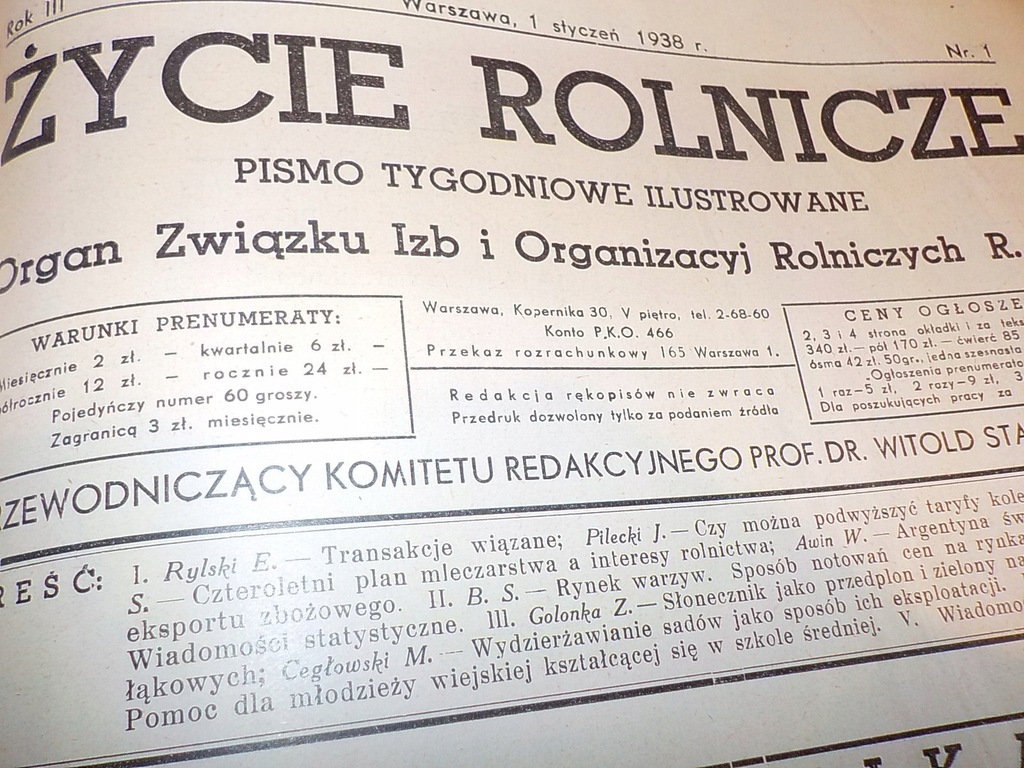 Rok III
Warszawa, 1 styczeń 1938 r.
Nr. 1
ŻYCIE ROLNICZE
PISMO TYGODNIOWE ILUSTROWANE
Organ Związku Izb i Organizacyj Rolniczych R.
WARUNKI PRENUMERATY:
Miesięcznie 2 zł. — kwartalnie 6 zł. —
półrocznie 12 zł. — rocznie 24 zł. —
Pojedyńczy numer 60 groszy.
Zagranicą 3 zł. miesięcznie.
Warszawa, Kopernika 30, V piętro, tel. 2-68-60
Konto P.K.O. 466
Przekaz rozrachunkowy 165 Warszawa 1.
Redakcja rękopisów nie zwraca
Przedruk dozwolony tylko za podaniem źródła
CENY OGŁOSZE
2, 3 i 4 strona okładki i za teks
340 zł.— pół 170 zł.— ćwierć 85
ósma 42 zł. 50gr., jedna szesnasta
Ogłoszenia prenumerato
1 raz—5 zł, 2 razy—9 zł, 3
Dla poszukujących pracy za
RZEWODNICZĄCY KOMITETU REDAKCYJNEGO PROF. DR. WITOLD STA
REŚĆ: I. Rylski E. — Transakcje wiązane; Pilecki J. — Czy można podwyższyć taryfy kole
S. — Czteroletni plan mleczarstwa a interesy rolnictwa; Awin W. — Argentyna św
eksportu zbożowego. II. B. S. — Rynek warzyw. Sposób notowań cen na rynka
Wiadomości statystyczne. III. Golonka Z. — Słonecznik jako przedplon i zielony na
łąkowych; Cegłowski M. — Wydzierżawianie sadów jako sposób ich eksploatacji.
Pomoc dla młodzieży wiejskiej kształcącej się w szkole średniej. V. Wiadomo